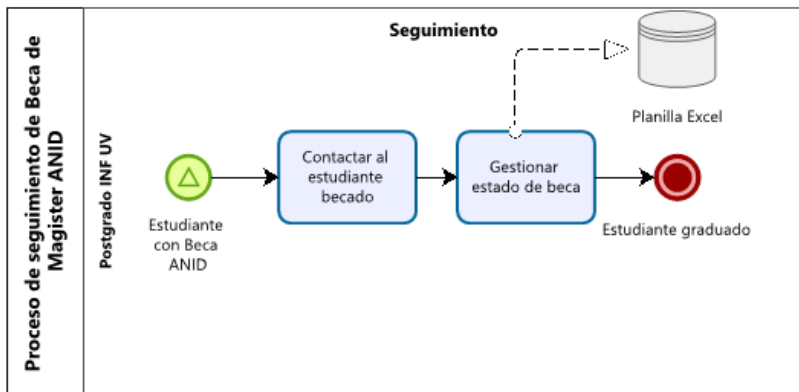 Proceso de seguimiento de Beca de
Magister ANID
Postgrado INF UV
Seguimiento
Planilla Excel
Estudiante
con Beca
ANID
Contactar al
estudiante
becado
Gestionar
estado de beca
Estudiante graduado